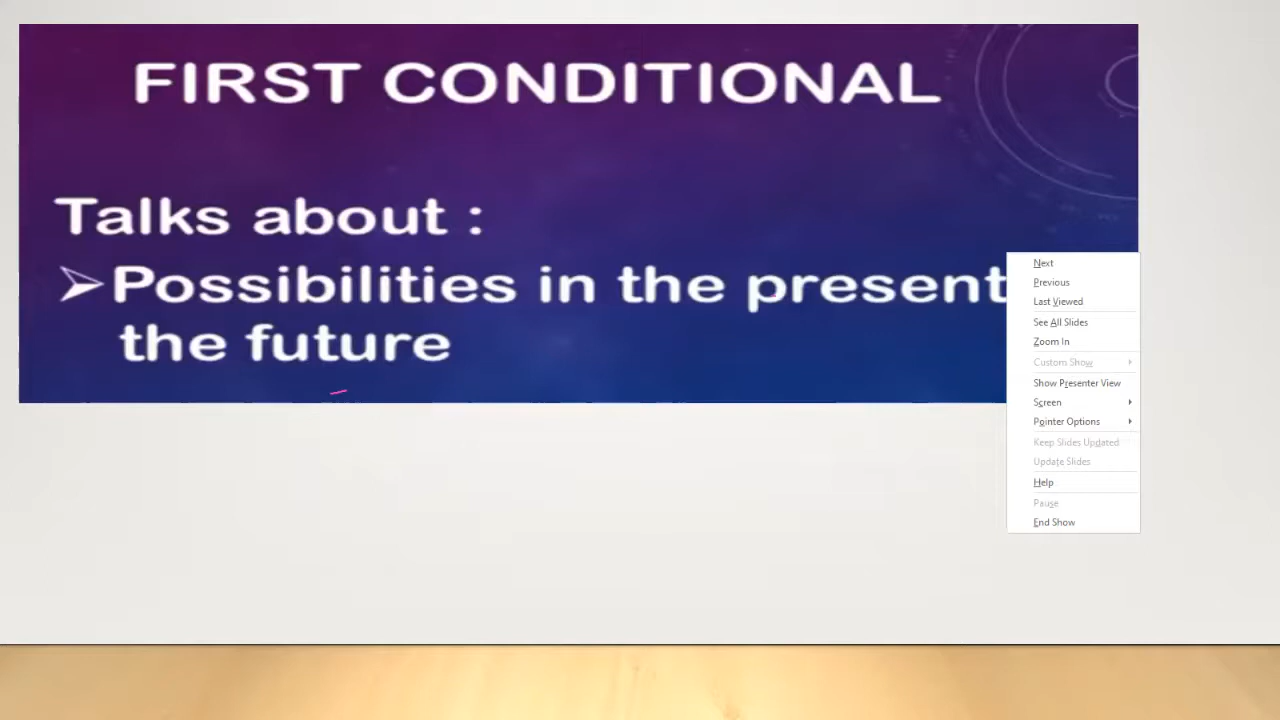 FIRST CONDITIONAL
Talks about :
➢Possibilities in the present
the future
Next
Previous
Last Viewed
See All Slides
Zoom In
Custom Show
Show Presenter View
Screen
Pointer Options
Keep Slides Updated
Update Slides
Help
Pause
End Show